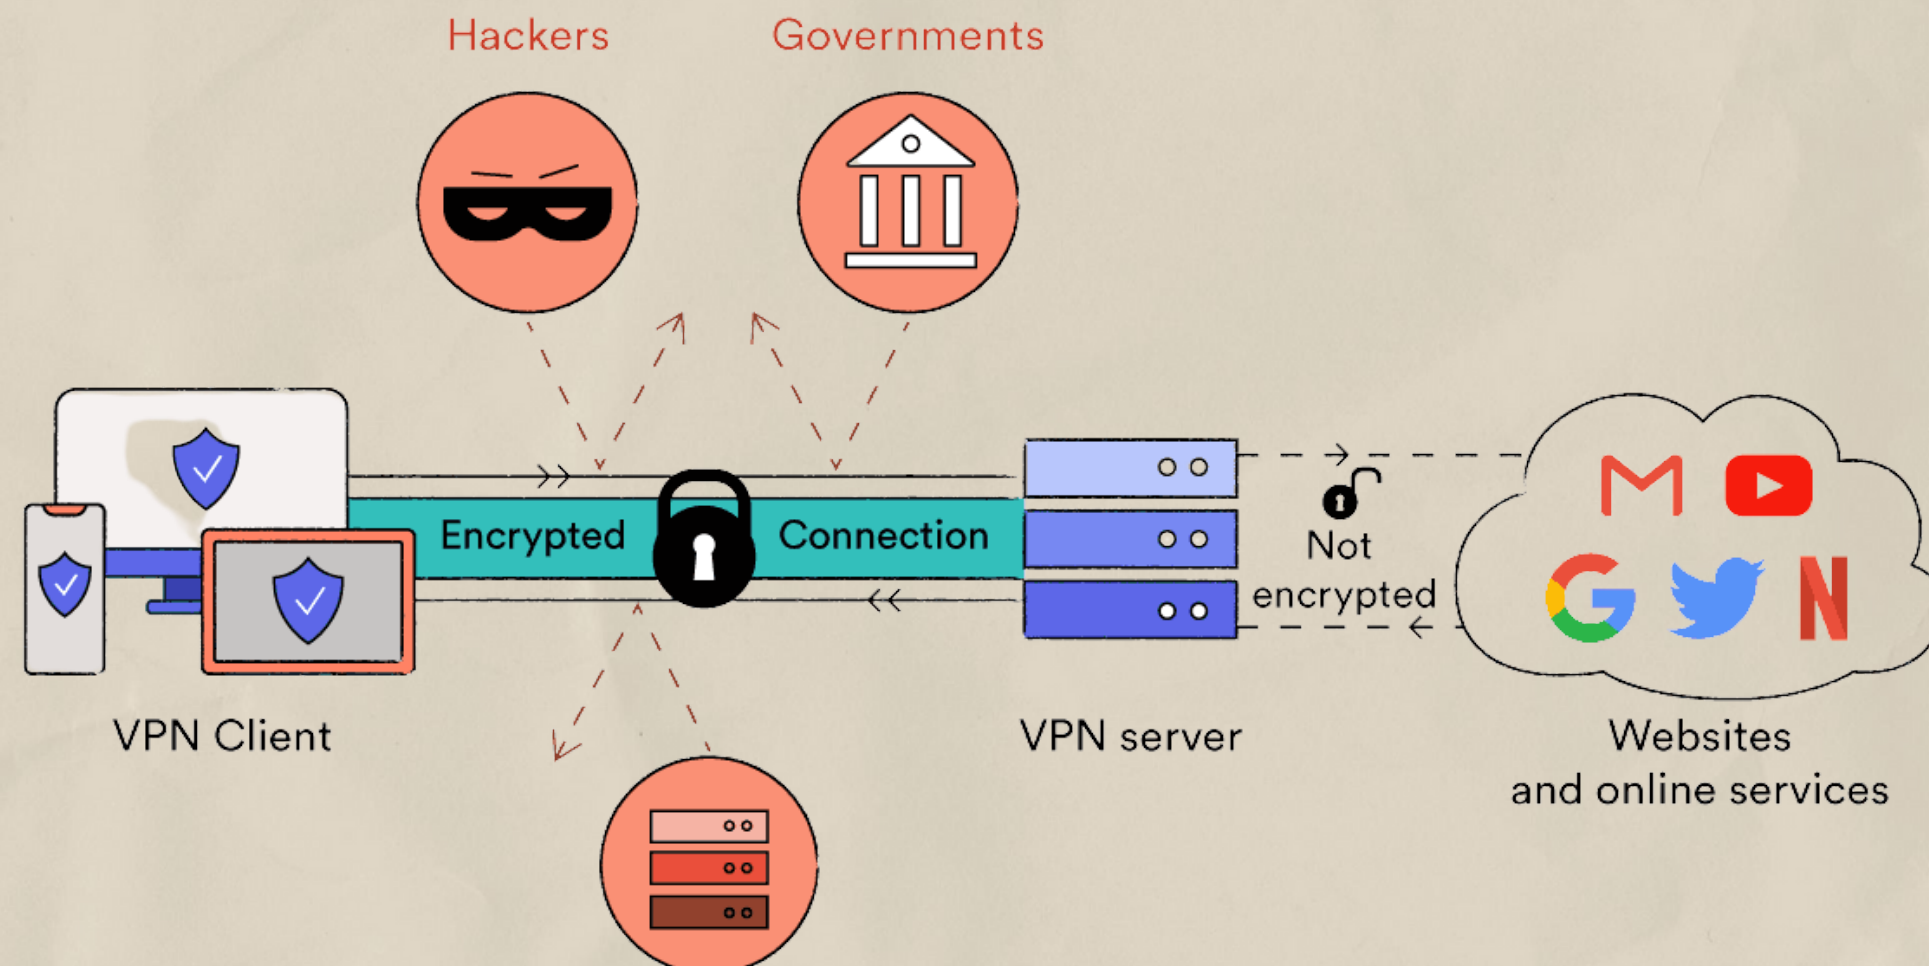 Hackers
Governments
Encrypted
Connection
Not
encrypted
VPN Client
VPN server
Websites
and online services